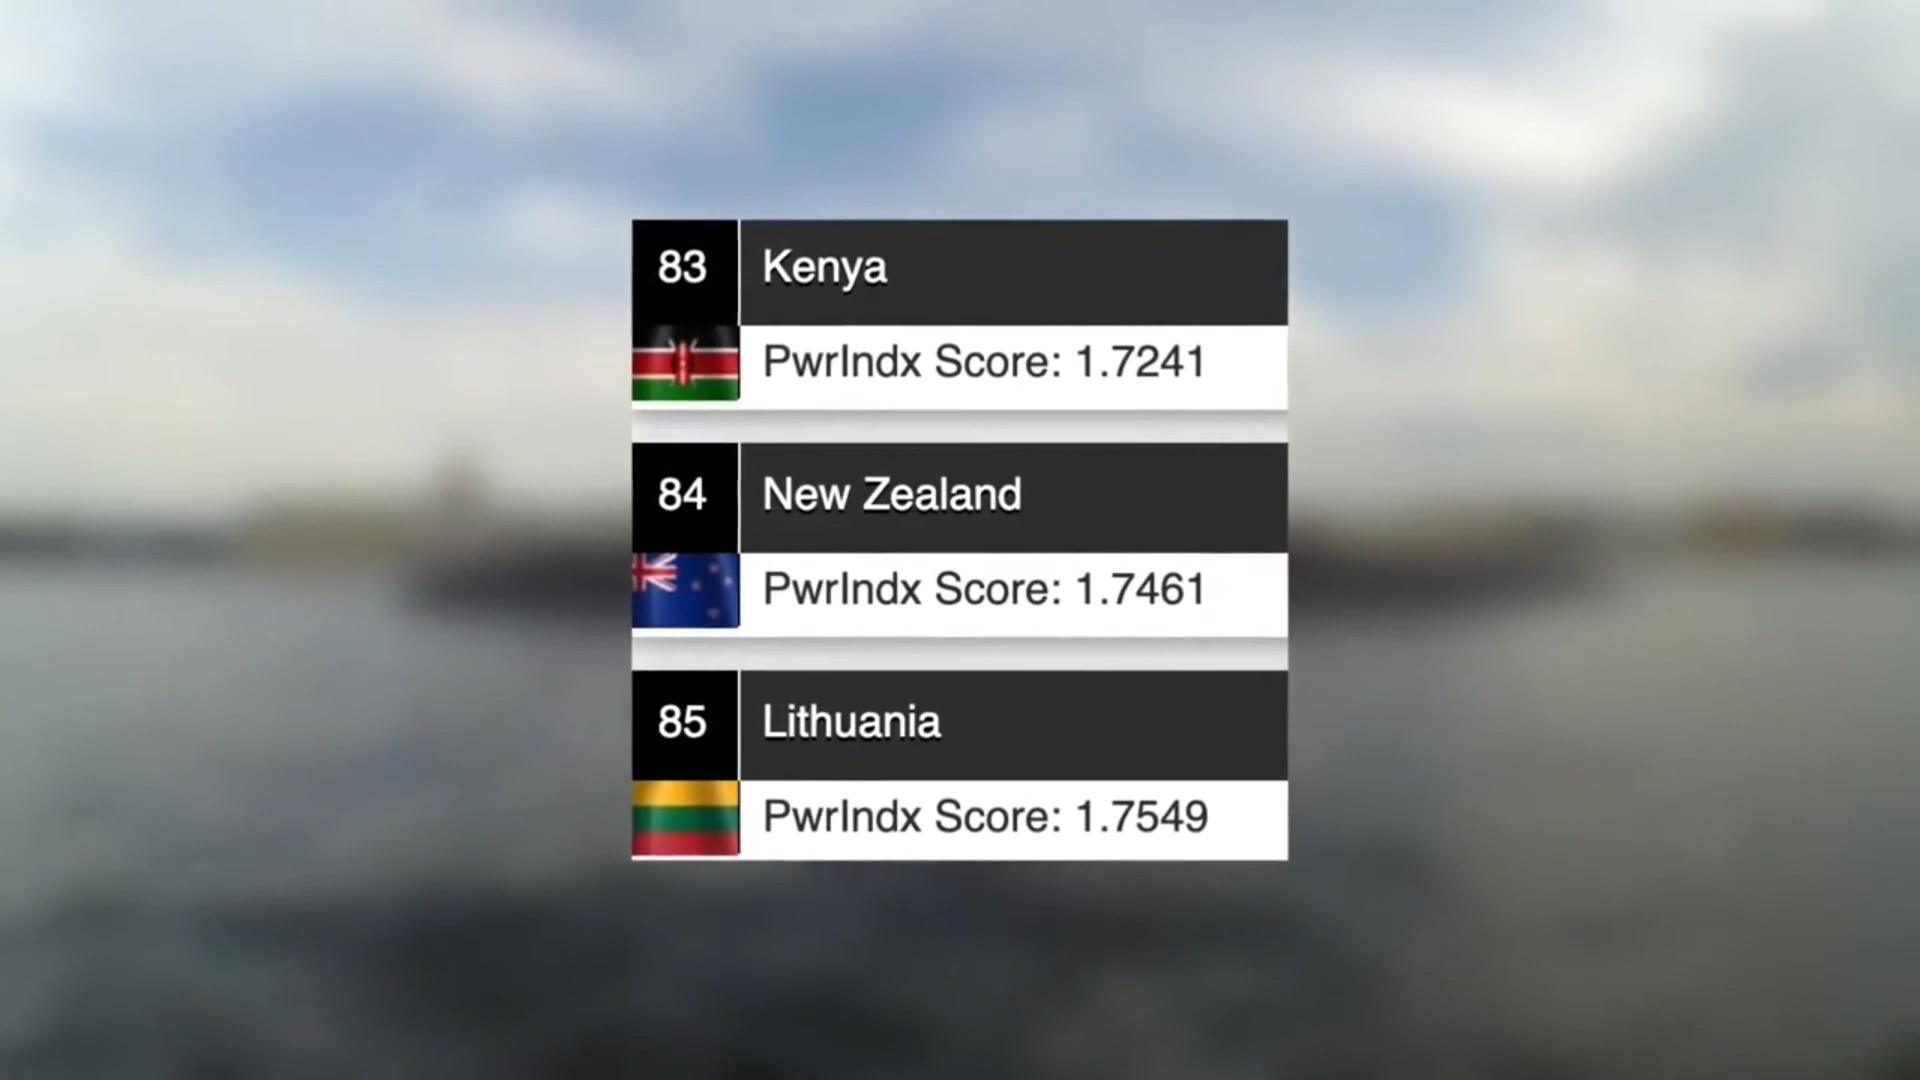 83 Kenya
PwrIndx Score: 1.7241
84 New Zealand
PwrIndx Score: 1.7461
85 Lithuania
PwrIndx Score: 1.7549